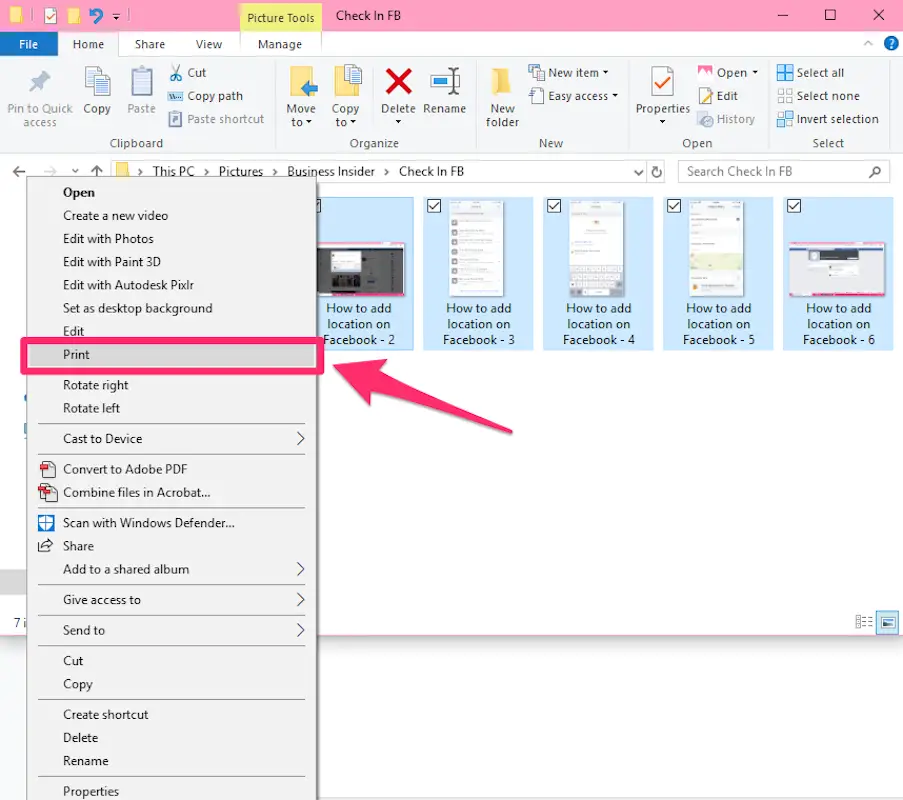 Picture Tools
Check In FB
File
Home
Share
View
Manage
Pin to Quick
access
Copy
Paste
Cut
Copy path
Paste shortcut
Clipboard
Move
to
Copy
to
Delete
Rename
Organize
New
folder
New item
Easy access
New
Properties
Open
Edit
History
Open
Select all
Select none
Invert selection
Select
This PC > Pictures > Business Insider > Check In FB
Search Check In FB
Open
Create a new video
Edit with Photos
Edit with Paint 3D
Edit with Autodesk Pixlr
Set as desktop background
Edit
Print
Rotate right
Rotate left
Cast to Device
Convert to Adobe PDF
Combine files in Acrobat...
Scan with Windows Defender...
Share
Add to a shared album
Give access to
Send to
Cut
Copy
Create shortcut
Delete
Rename
Properties
How to add
location on
Facebook - 2
How to add
location on
Facebook - 3
How to add
location on
Facebook - 4
How to add
location on
Facebook - 5
How to add
location on
Facebook - 6
7 i